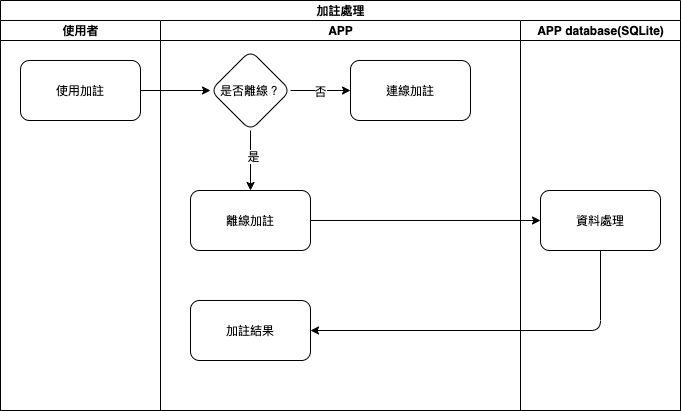 加註處理
使用者
APP
APP database(SQLite)
使用加註
是否離線？
否
連線加註
是
離線加註
資料處理
加註結果